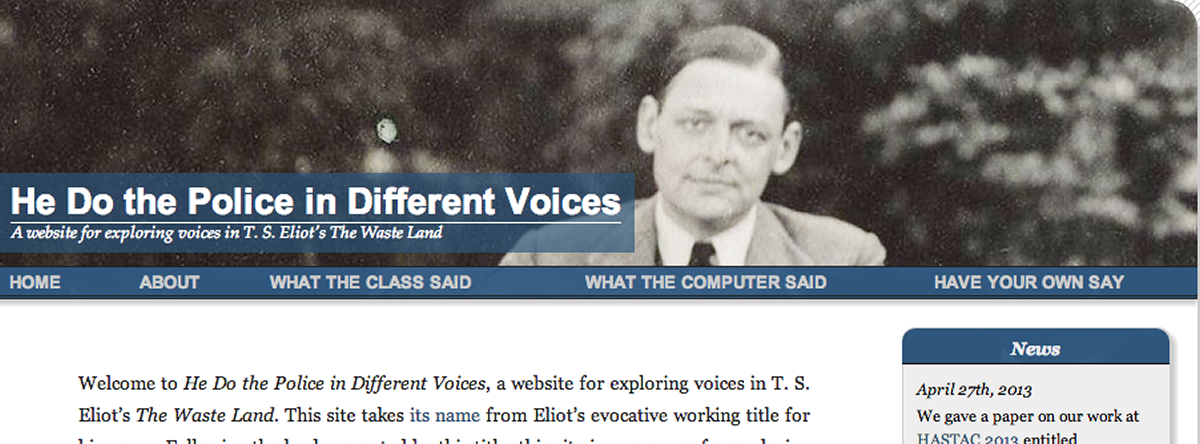 He Do the Police in Different Voices
A website for exploring voices in T. S. Eliot's The Waste Land
HOME ABOUT WHAT THE CLASS SAID WHAT THE COMPUTER SAID HAVE YOUR OWN SAY
Welcome to He Do the Police in Different Voices, a website for exploring voices in T. S.
Eliot's The Waste Land. This site takes its name from Eliot's evocative working title for
News
April 27th, 2013
We gave a paper on our work at
HASTAC 2013 entitled